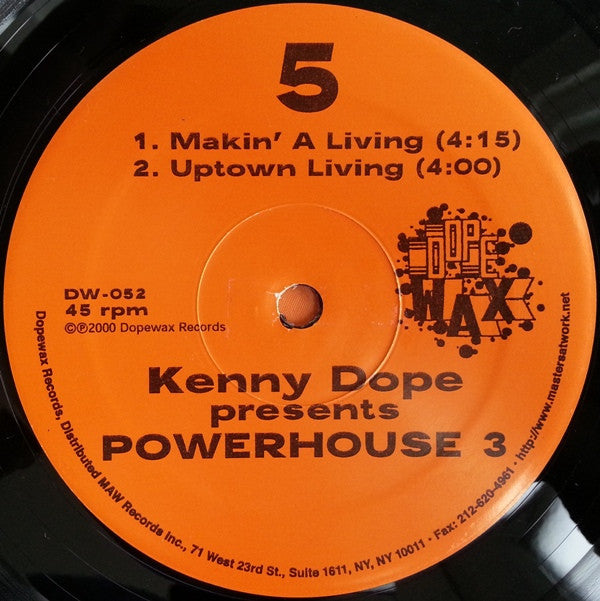 5
1. Makin' A Living (4:15)
2. Uptown Living (4:00)
DOPE
WAX
DW-052
45 rpm
©℗2000 Dopewax Records
Kenny Dope
presents
POWERHOUSE 3
Dopewax Records, Distributed MAW Records Inc., 71 West 23rd St., Suite 1611, NY, NY 10011 · Fax: 212-620-4961 · http://www.mastersatwork.net